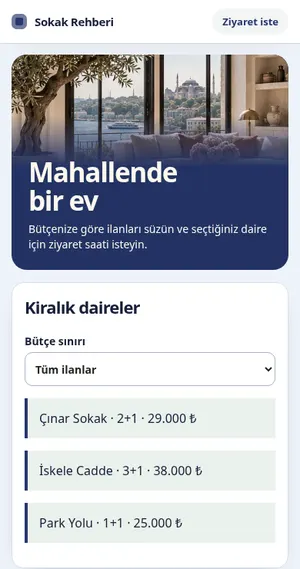 Sokak Rehberi
Ziyaret iste
Mahallende
bir ev
Bütçenize göre ilanları süzün ve seçtiğiniz daire
için ziyaret saati isteyin.
Kiralık daireler
Bütçe sınırı
Tüm ilanlar
Çınar Sokak · 2+1 · 29.000 ₺
İskele Cadde · 3+1 · 38.000 ₺
Park Yolu · 1+1 · 25.000 ₺